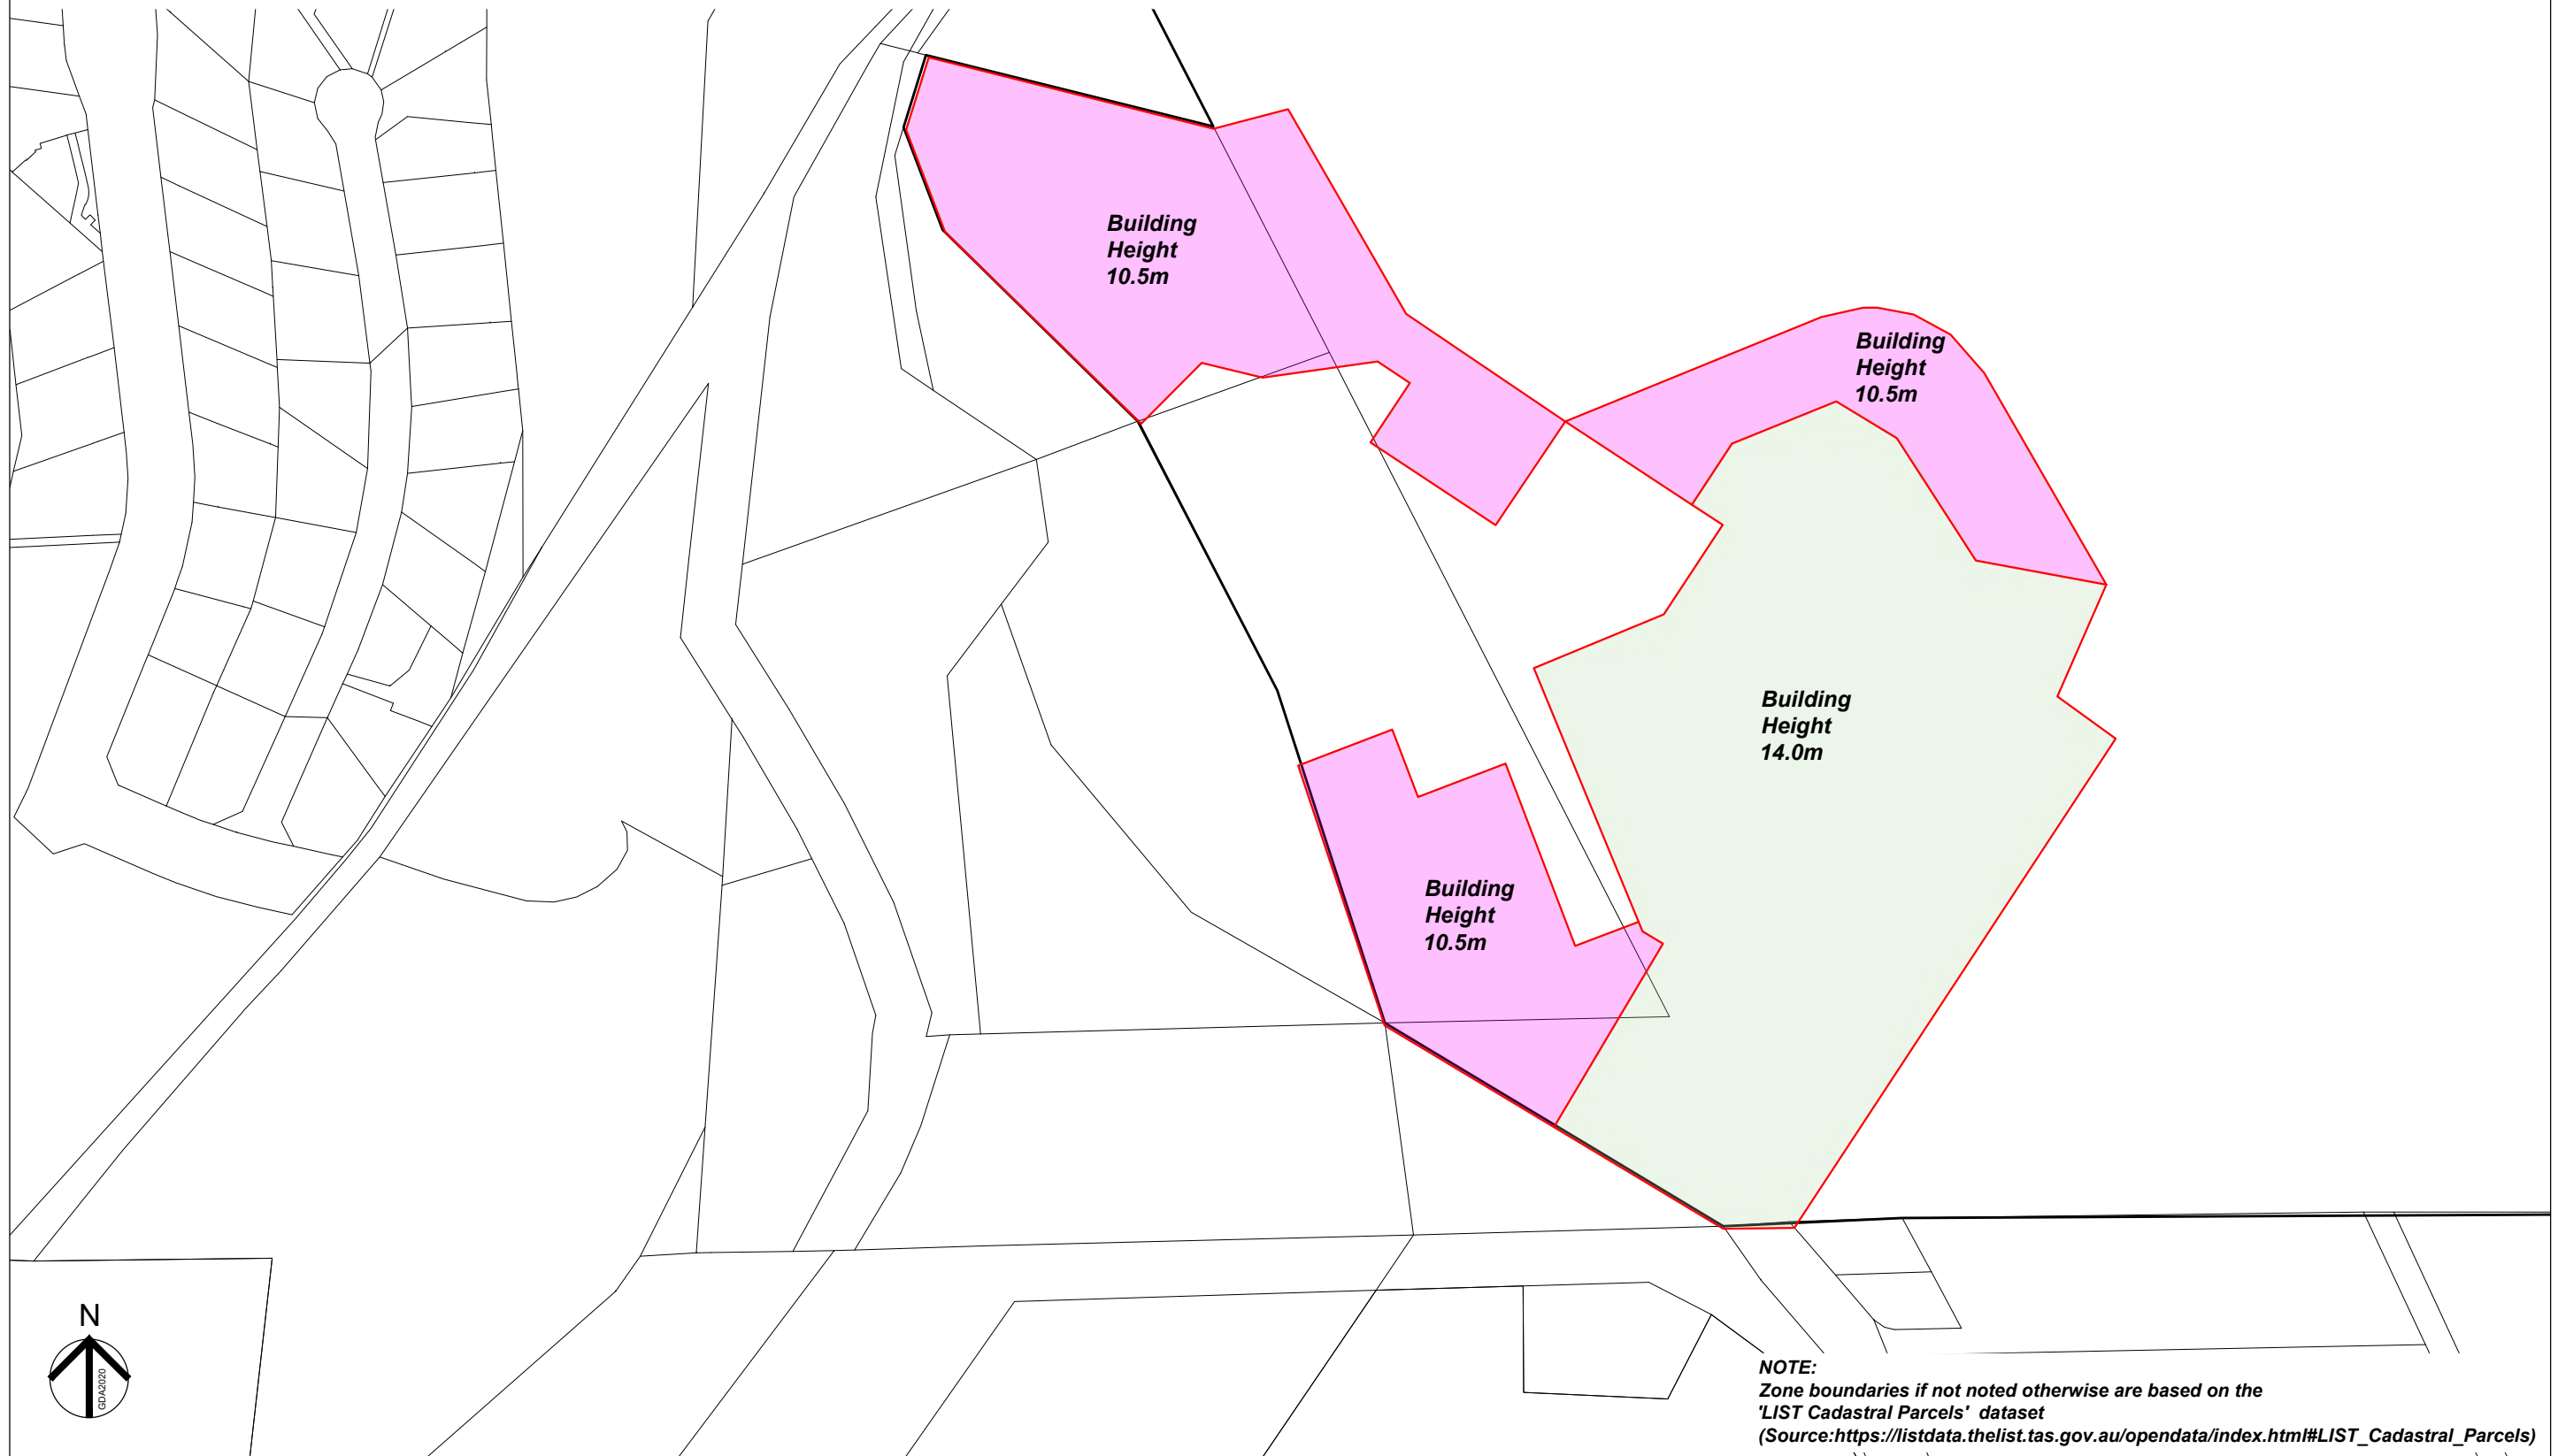 Building
Height
10.5m
Building
Height
10.5m
Building
Height
14.0m
Building
Height
10.5m
N
GDA2020
NOTE:
Zone boundaries if not noted otherwise are based on the
'LIST Cadastral Parcels' dataset
(Source:https://listdata.thelist.tas.gov.au/opendata/index.html#LIST_Cadastral_Parcels)